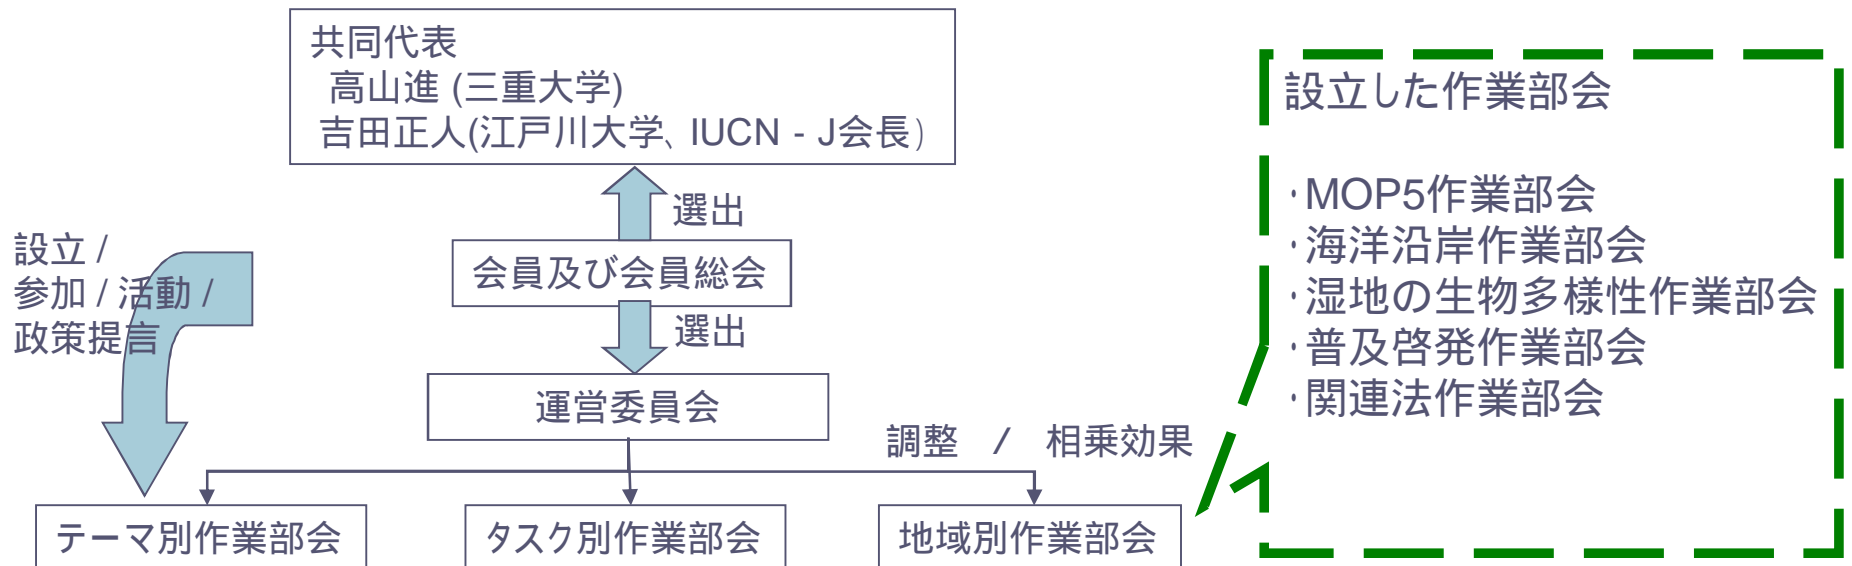 共同代表
高山進 (三重大学)
吉田正人(江戸川大学、IUCN - J会長)
選出
会員及び会員総会
選出
運営委員会
設立 /
参加 / 活動 /
政策提言
調整 / 相乗効果
テーマ別作業部会
タスク別作業部会
地域別作業部会
設立した作業部会
・MOP5作業部会
・海洋沿岸作業部会
・湿地の生物多様性作業部会
・普及啓発作業部会
・関連法作業部会